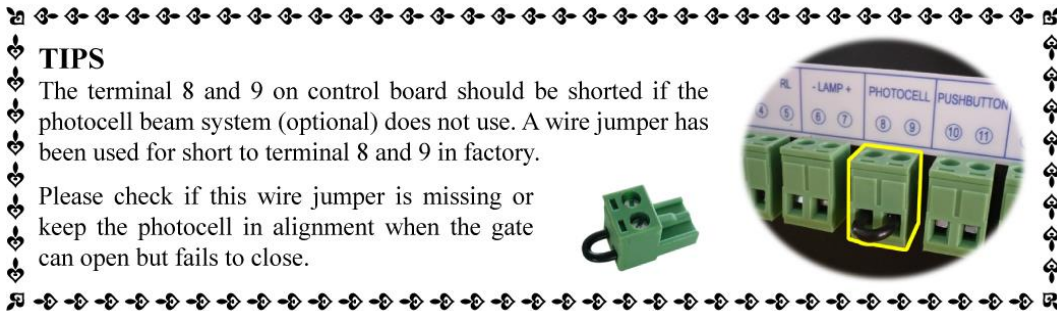 TIPS
The terminal 8 and 9 on control board should be shorted if the
photocell beam system (optional) does not use. A wire jumper has
been used for short to terminal 8 and 9 in factory.
Please check if this wire jumper is missing or
keep the photocell in alignment when the gate
can open but fails to close.
RL - LAMP + PHOTOCELL PUSHBUTTON
④ ⑤ ⑥ ⑦ ⑧ ⑨ ⑩ ⑪